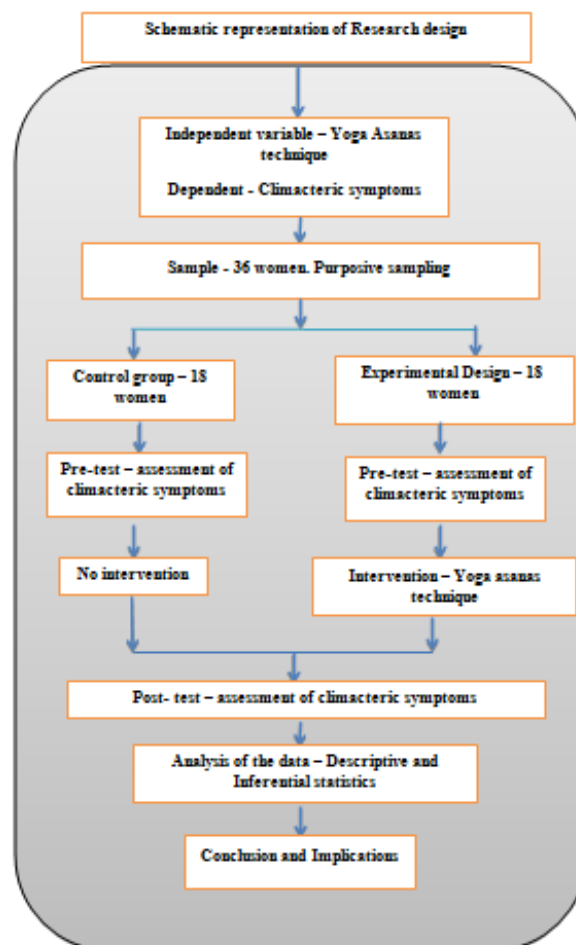 Schematic representation of Research design
Independent variable – Yoga Asanas
technique
Dependent - Climacteric symptoms
Sample - 36 women. Purposive sampling
Control group – 18
women
Experimental Design – 18
women
Pre-test – assessment of
climacteric symptoms
Pre-test – assessment of
climacteric symptoms
No intervention
Intervention – Yoga asanas
technique
Post- test – assessment of climacteric symptoms
Analysis of the data – Descriptive and
Inferential statistics
Conclusion and Implications